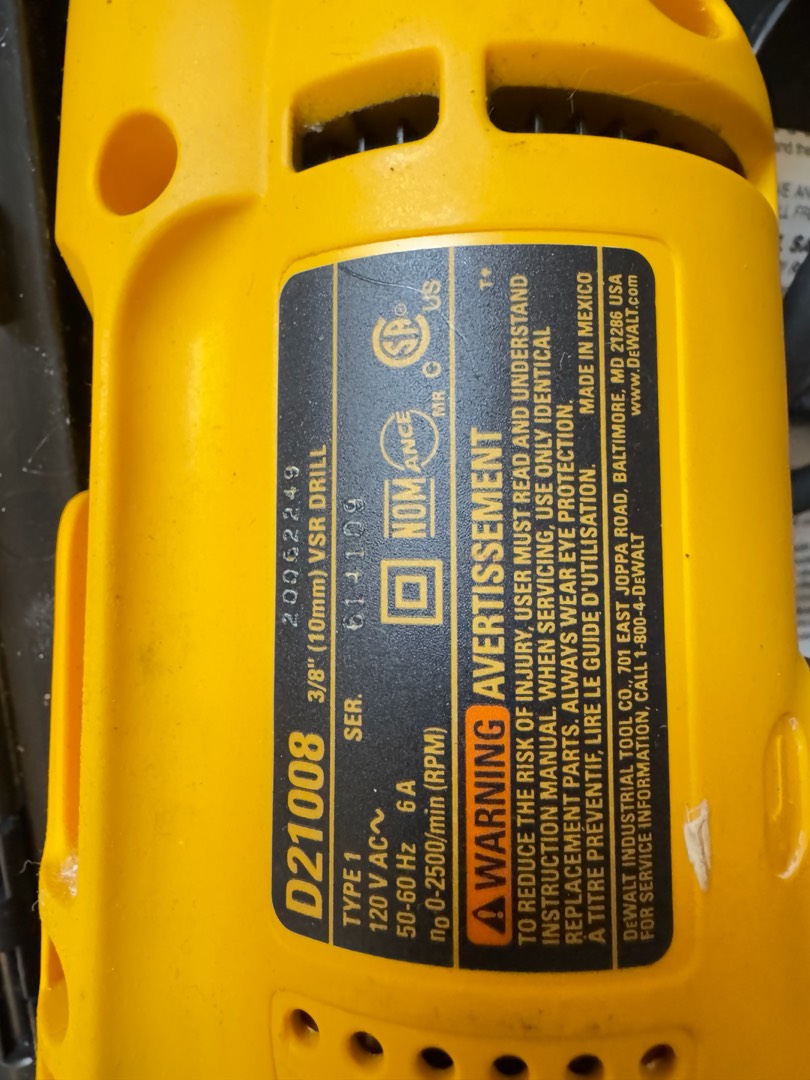 20062249
D21008 3/8" (10mm) VSR DRILL
TYPE 1 SER.
120 V AC~
50-60 Hz 6 A
n₀ 0-2500/min (RPM)
NOM ANCE MR
C SA® US
WARNING AVERTISSEMENT T*
TO REDUCE THE RISK OF INJURY, USER MUST READ AND UNDERSTAND
INSTRUCTION MANUAL. WHEN SERVICING, USE ONLY IDENTICAL
REPLACEMENT PARTS. ALWAYS WEAR EYE PROTECTION.
A TITRE PRÉVENTIF, LIRE LE GUIDE D'UTILISATION. MADE IN MEXICO
DeWALT INDUSTRIAL TOOL CO., 701 EAST JOPPA ROAD, BALTIMORE, MD 21286 USA
FOR SERVICE INFORMATION, CALL 1-800-4-DeWALT www.DeWALT.com